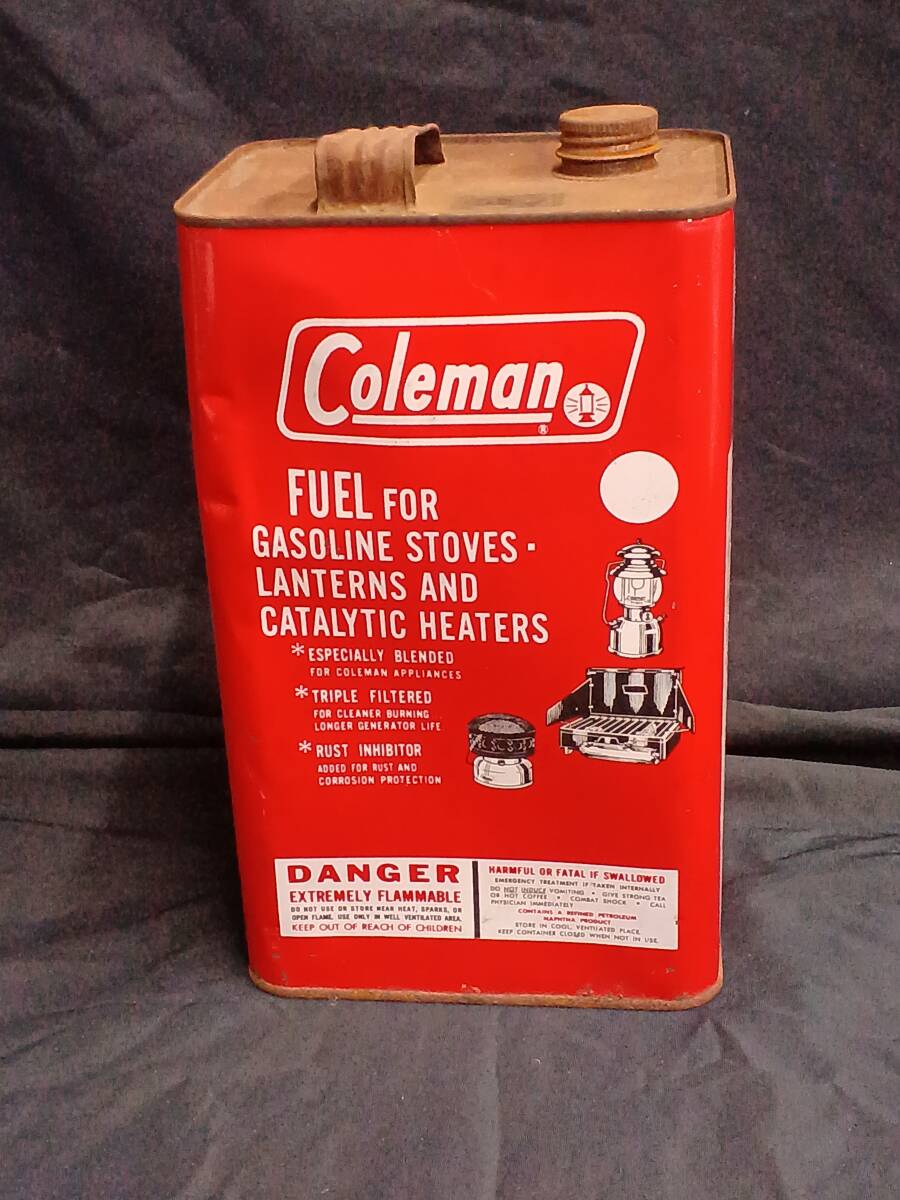 Coleman
®
FUEL FOR
GASOLINE STOVES ·
LANTERNS AND
CATALYTIC HEATERS
* ESPECIALLY BLENDED
FOR COLEMAN APPLIANCES
* TRIPLE FILTERED
FOR CLEANER BURNING
LONGER GENERATOR LIFE
* RUST INHIBITOR
ADDED FOR RUST AND
CORROSION PROTECTION
DANGER
EXTREMELY FLAMMABLE
DO NOT USE OR STORE NEAR HEAT, SPARKS, OR
OPEN FLAME. USE ONLY IN WELL VENTILATED AREA.
KEEP OUT OF REACH OF CHILDREN
HARMFUL OR FATAL IF SWALLOWED
EMERGENCY TREATMENT IF TAKEN INTERNALLY
DO NOT INDUCE VOMITING • GIVE STRONG TEA
OR HOT COFFEE • COMBAT SHOCK • CALL
PHYSICIAN IMMEDIATELY
CONTAINS A REFINED PETROLEUM
NAPHTHA PRODUCT
STORE IN COOL, VENTILATED PLACE.
KEEP CONTAINER CLOSED WHEN NOT IN USE.